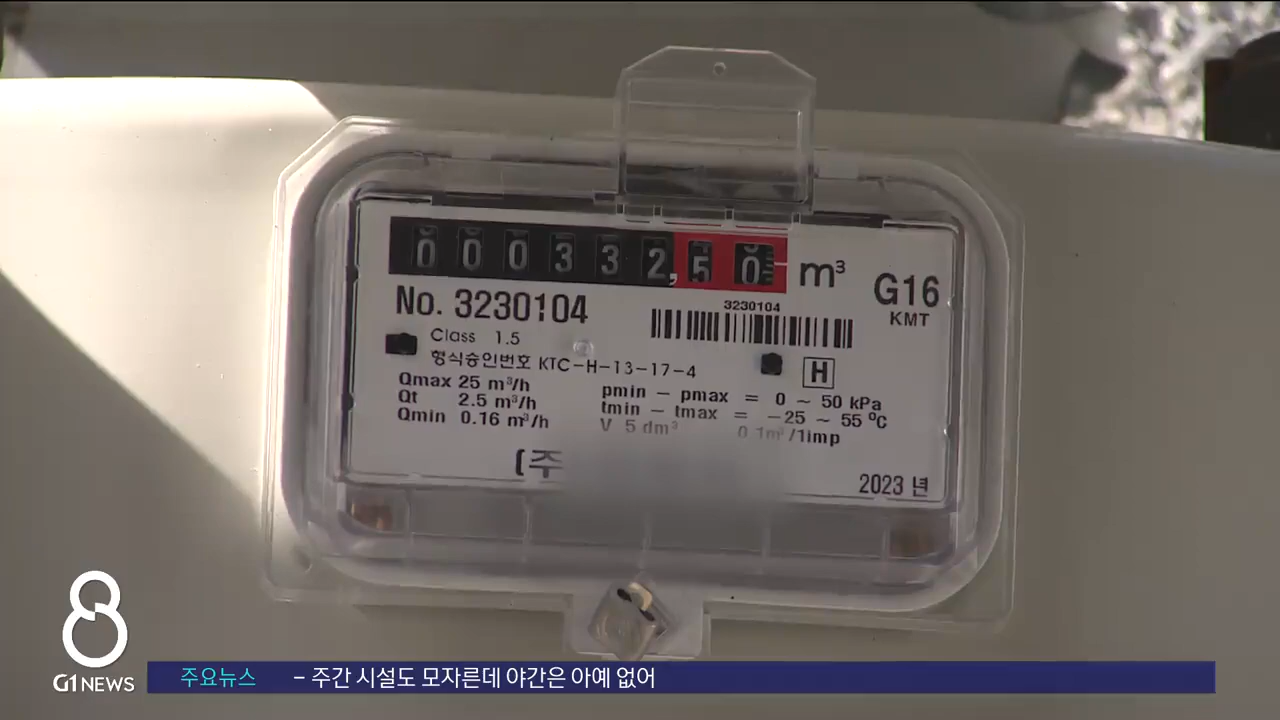 000332,50 m³
G16
KMT
No. 3230104
3230104
Class 1.5
형식승인번호 KTC-H-13-17-4
H
Qmax 25 m³/h
Qt 2.5 m³/h
Qmin 0.16 m³/h
pmin - pmax = 0 ~ 50 kPa
tmin - tmax = -25 ~ 55 ºC
V 5 dm³ 0.1m³/1imp
(주
2023 년
8
G1 NEWS
주요뉴스 - 주간 시설도 모자른데 야간은 아예 없어